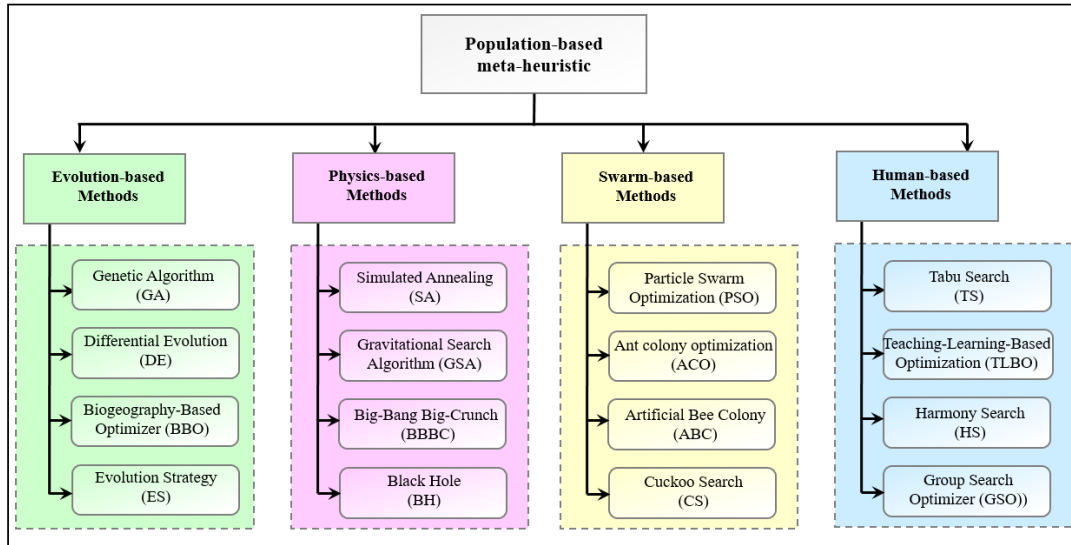 Population-based
meta-heuristic
Evolution-based
Methods
Genetic Algorithm
(GA)
Differential Evolution
(DE)
Biogeography-Based
Optimizer (BBO)
Evolution Strategy
(ES)
Physics-based
Methods
Simulated Annealing
(SA)
Gravitational Search
Algorithm (GSA)
Big-Bang Big-Crunch
(BBBC)
Black Hole
(BH)
Swarm-based
Methods
Particle Swarm
Optimization (PSO)
Ant colony optimization
(ACO)
Artificial Bee Colony
(ABC)
Cuckoo Search
(CS)
Human-based
Methods
Tabu Search
(TS)
Teaching-Learning-Based
Optimization (TLBO)
Harmony Search
(HS)
Group Search
Optimizer (GSO))